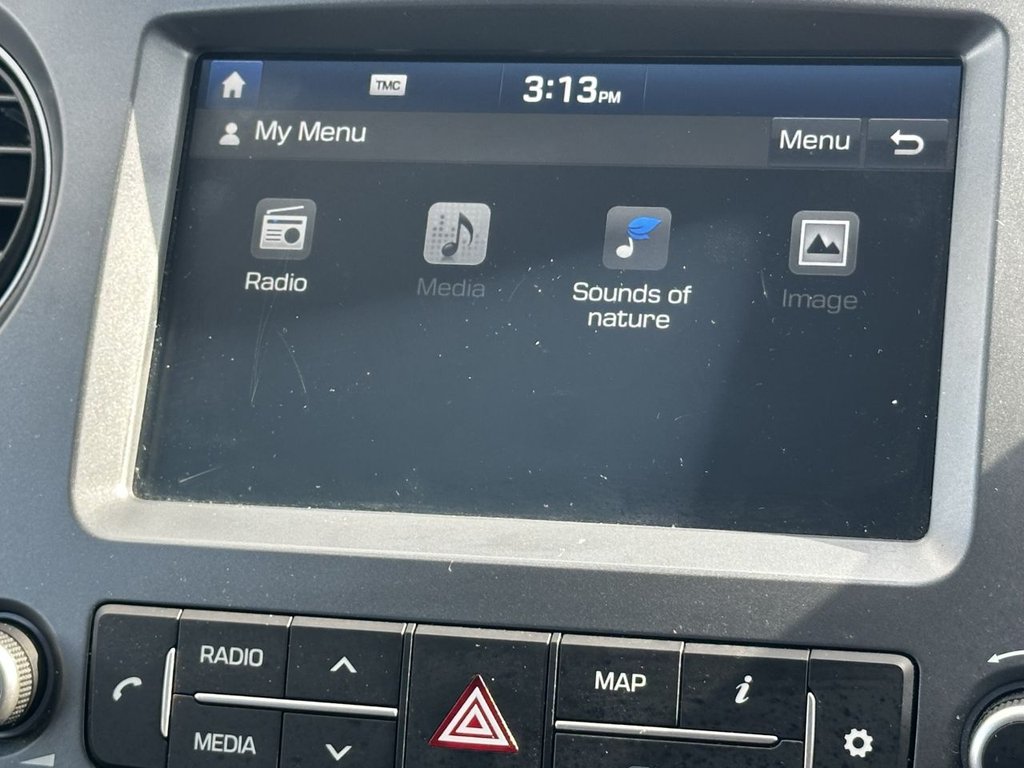 TMC
3:13PM
My Menu
Menu
Radio
Media
Sounds of
nature
Image
RADIO
MAP
i
MEDIA